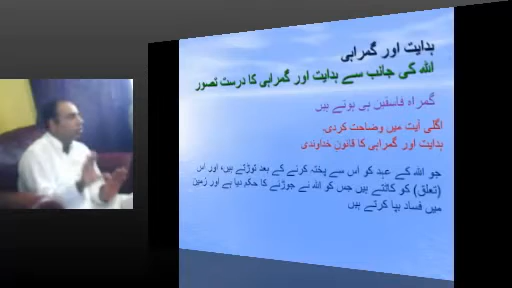 ہدایت اور گمراہی
اللہ کی جانب سے ہدایت اور گمراہی کا درست تصور
گمراہ فاسقین ہی ہوتے ہیں
اگلی آیت میں وضاحت کردی۔
ہدایت اور گمراہی کا قانونِ خداوندی
جو اللہ کے عہد کو اس سے پختہ کرنے کے بعد توڑتے ہیں، اور اس
(تعلق) کو کاٹتے ہیں جس کو اللہ نے جوڑنے کا حکم دیا ہے اور زمین
میں فساد بپا کرتے ہیں